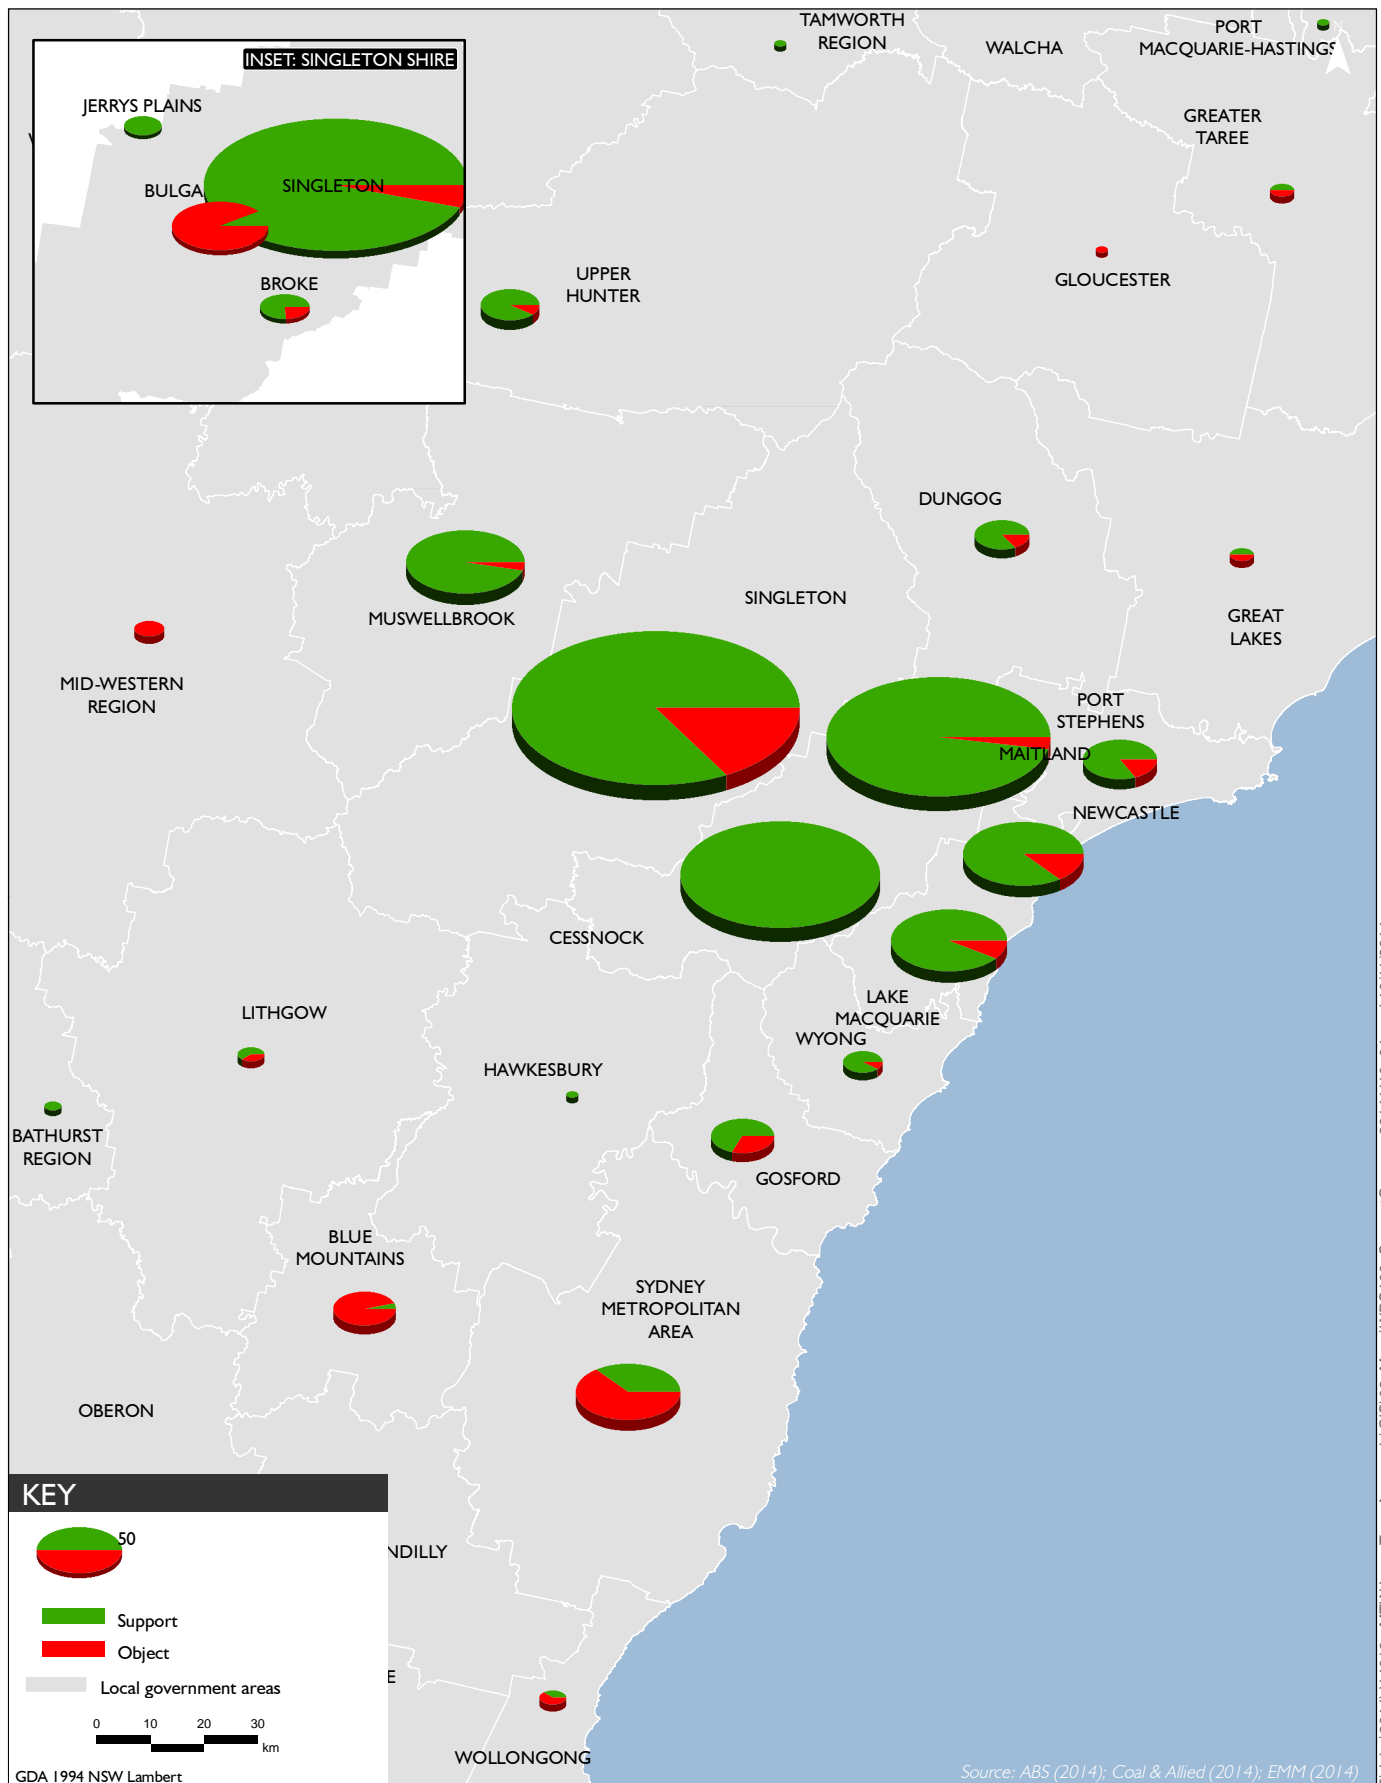 TAMWORTH
REGION
WALCHA
PORT
MACQUARIE-HASTINGS
INSET: SINGLETON SHIRE
JERRYS PLAINS
SINGLETON
BULGA
BROKE
GREATER
TAREE
UPPER
HUNTER
GLOUCESTER
DUNGOG
SINGLETON
MUSWELLBROOK
GREAT
LAKES
MID-WESTERN
REGION
PORT
STEPHENS
MAITLAND
NEWCASTLE
CESSNOCK
LAKE
MACQUARIE
WYONG
LITHGOW
HAWKESBURY
BATHURST
REGION
GOSFORD
BLUE
MOUNTAINS
SYDNEY
METROPOLITAN
AREA
OBERON
KEY
50
NDILLY
Support
Object
E
Local government areas
0 10 20 30
km
GDA 1994 NSW Lambert
WOLLONGONG
Source: ABS (2014); Coal & Allied (2014); EMM (2014)